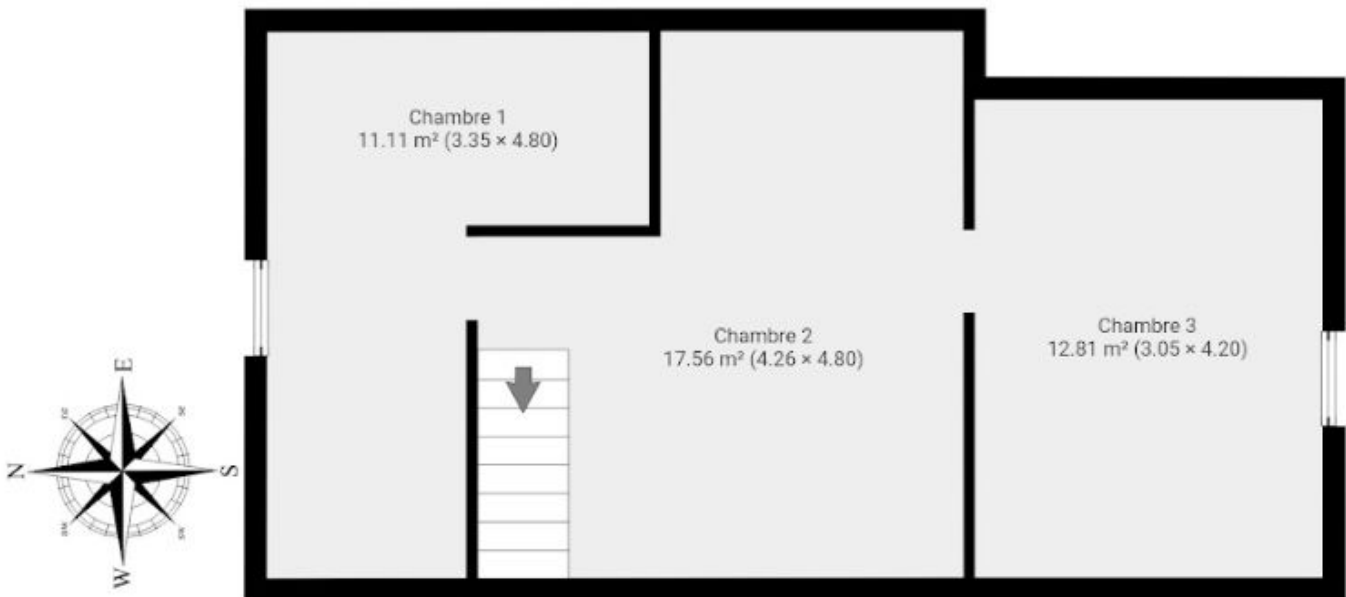 Chambre 1
11.11 m² (3.35 × 4.80)
Chambre 2
17.56 m² (4.26 × 4.80)
Chambre 3
12.81 m² (3.05 × 4.20)
E
N
S
W